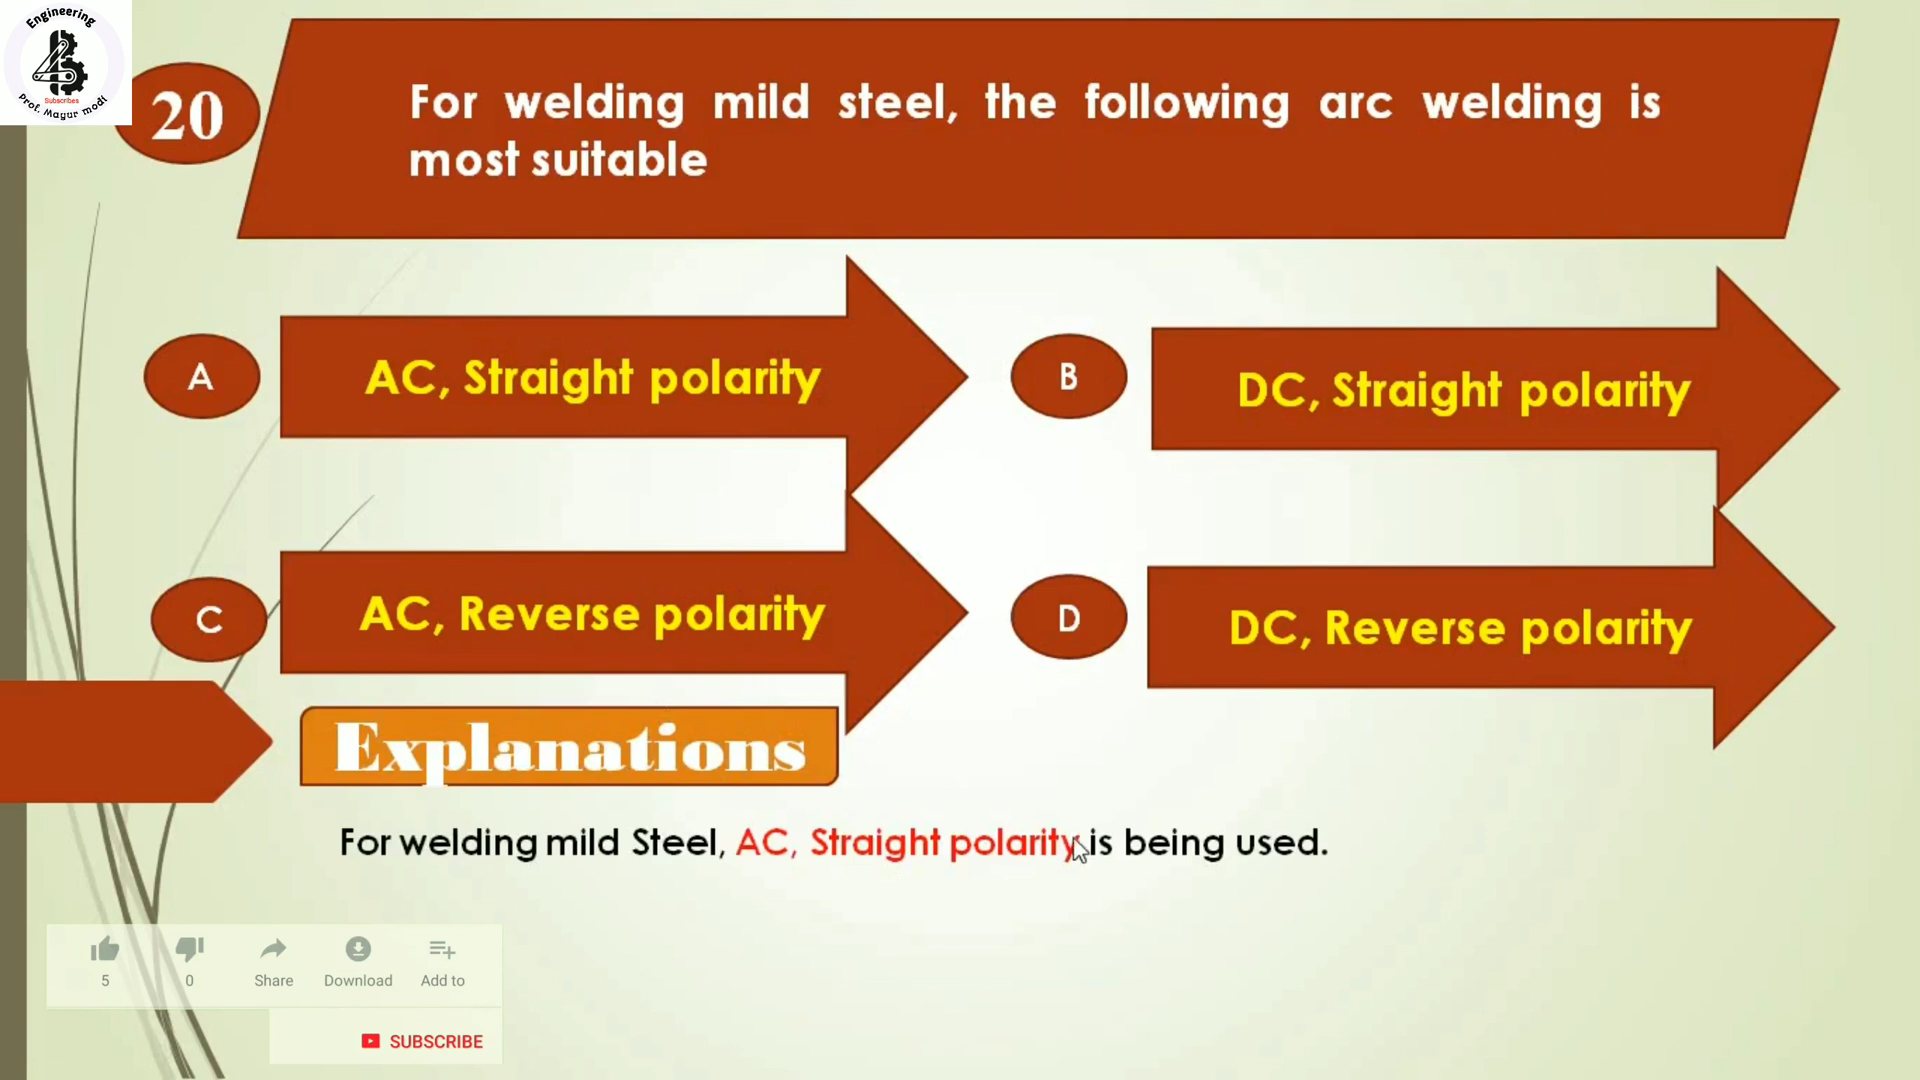 Engineering
Subscribes
Prof. Mayur modi
20
For welding mild steel, the following arc welding is
most suitable
A
AC, Straight polarity
B
DC, Straight polarity
C
AC, Reverse polarity
D
DC, Reverse polarity
Explanations
For welding mild Steel, AC, Straight polarity is being used.
5
0
Share
Download
Add to
SUBSCRIBE